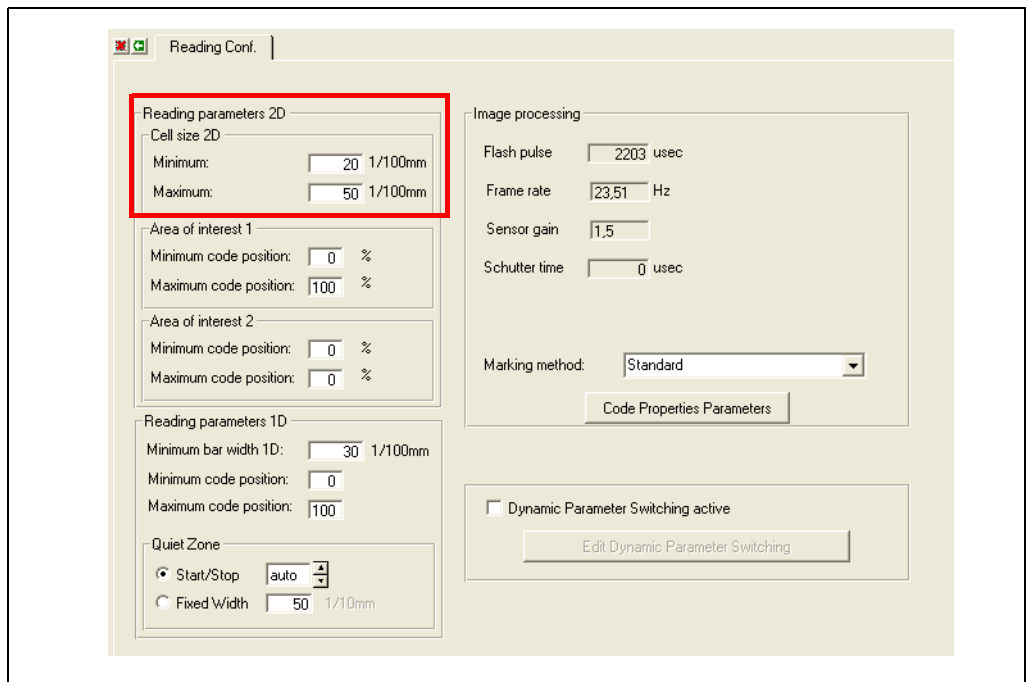 Reading Conf.
Reading parameters 2D
Cell size 2D
Minimum: 20 1/100mm
Maximum: 50 1/100mm
Area of interest 1
Minimum code position: 0 %
Maximum code position: 100 %
Area of interest 2
Minimum code position: 0 %
Maximum code position: 0 %
Reading parameters 1D
Minimum bar width 1D: 30 1/100mm
Minimum code position: 0
Maximum code position: 100
Quiet Zone
Start/Stop auto
Fixed Width 50 1/10mm
Image processing
Flash pulse 2203 usec
Frame rate 23,51 Hz
Sensor gain 1,5
Schutter time 0 usec
Marking method: Standard
Code Properties Parameters
Dynamic Parameter Switching active
Edit Dynamic Parameter Switching